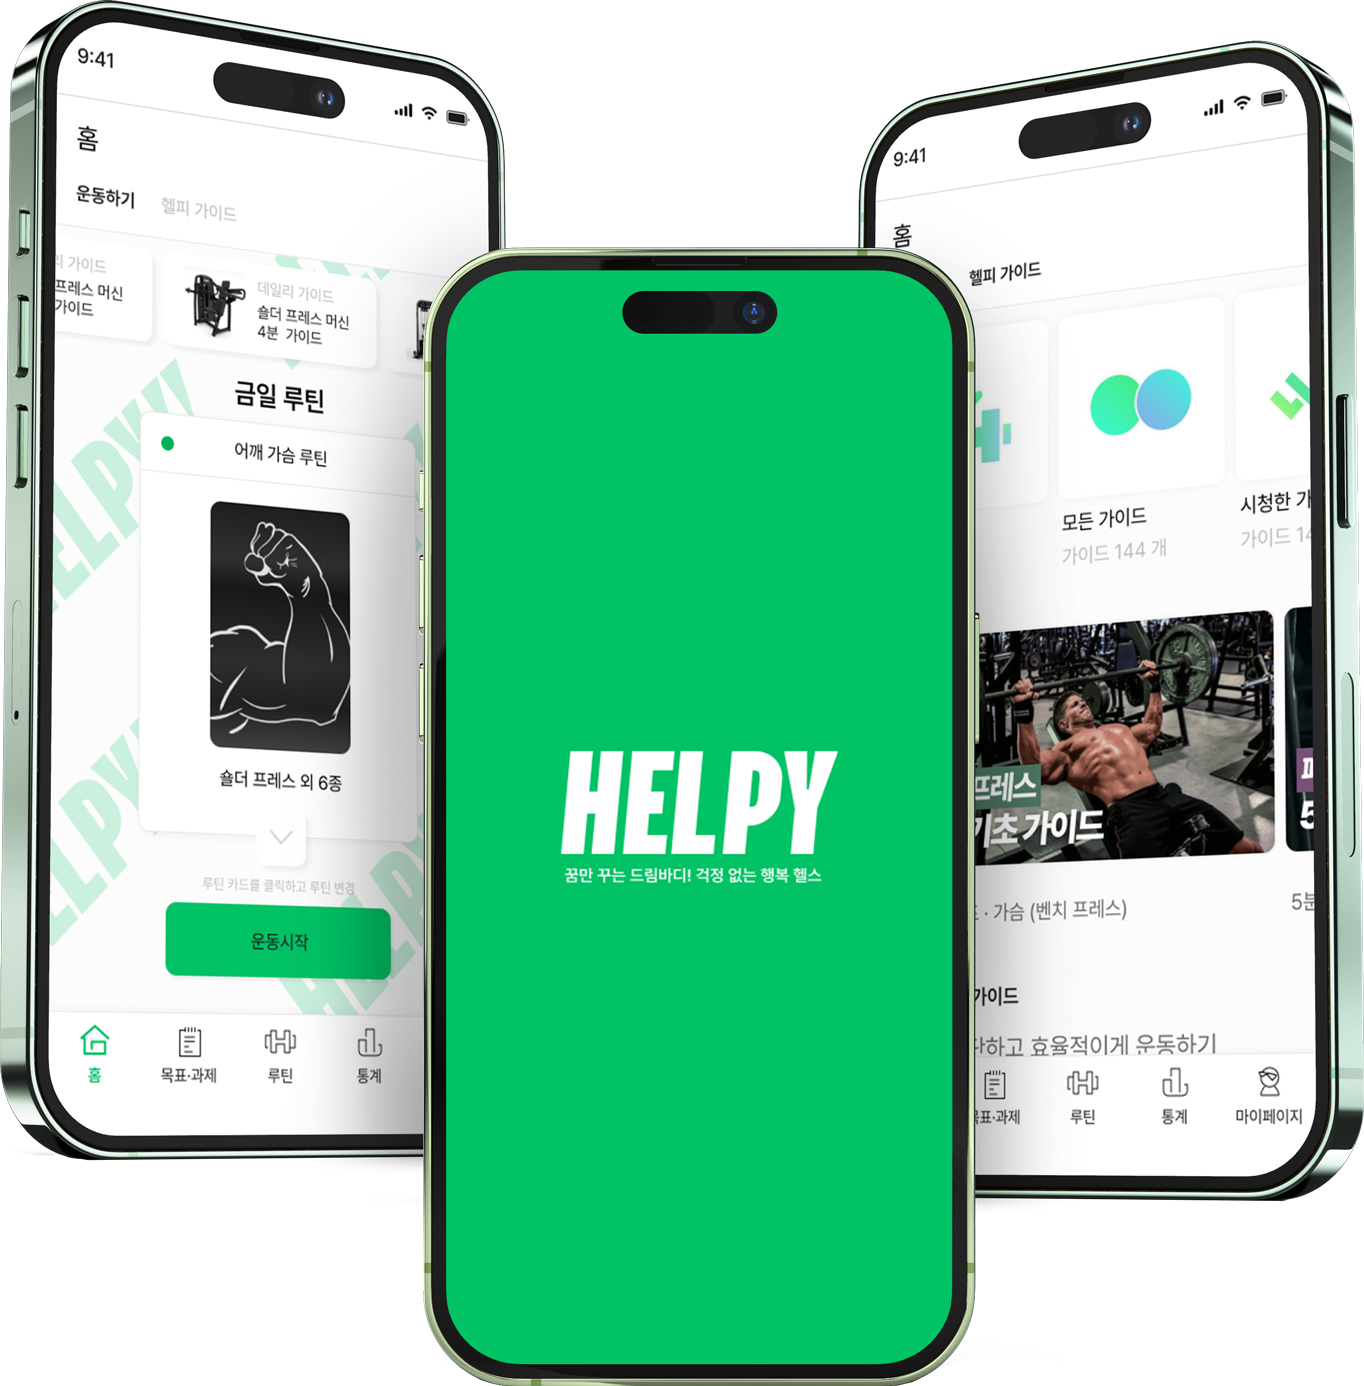 9:41
홈
운동하기 헬피 가이드
리 가이드
프레스 머신
가이드
데일리 가이드
숄더 프레스 머신
4분 가이드
HELPY
금일 루틴
어깨 가슴 루틴
숄더 프레스 외 6종
HELPY
루틴 카드를 클릭하고 루틴 변경
운동시작
홈 목표·과제 루틴 통계
HELPY
꿈만 꾸는 드림바디! 걱정 없는 행복 헬스
9:41
홈
헬피 가이드
모든 가이드
가이드 144 개
시청한 가
가이드 14
프레스
기초 가이드
5
· 가슴 (벤치 프레스)
5분
가이드
단하고 효율적이게 운동하기
목표·과제 루틴 통계 마이페이지